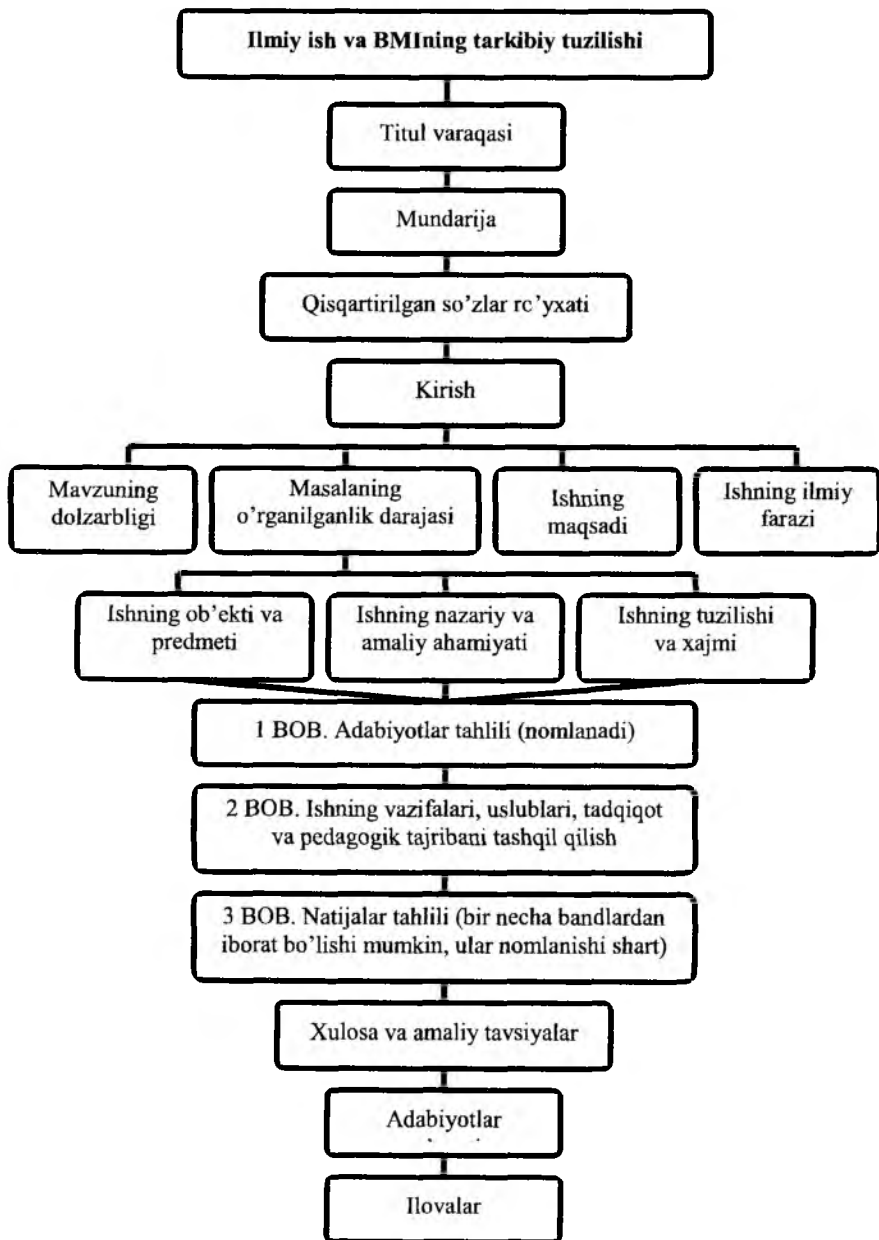 Ilmiy ish va BMIning tarkibiy tuzilishi
Titul varaqasi
Mundarija
Qisqartirilgan so’zlar rc’yxati
Kirish
Mavzuning
dolzarbligi
Masalaning
o’rganilganlik darajasi
Ishning
maqsadi
Ishning ilmiy
farazi
Ishning ob’ekti va
predmeti
Ishning nazariy va
amaliy ahamiyati
Ishning tuzilishi
va xajmi
1 BOB. Adabiyotlar tahlili (nomlanadi)
2 BOB. Ishning vazifalari, uslublari, tadqiqot
va pedagogik tajribani tashqil qilish
3 BOB. Natijalar tahlili (bir necha bandlardan
iborat bo’lishi mumkin, ular nomlanishi shart)
Xulosa va amaliy tavsiyalar
Adabiyotlar
Ilovalar